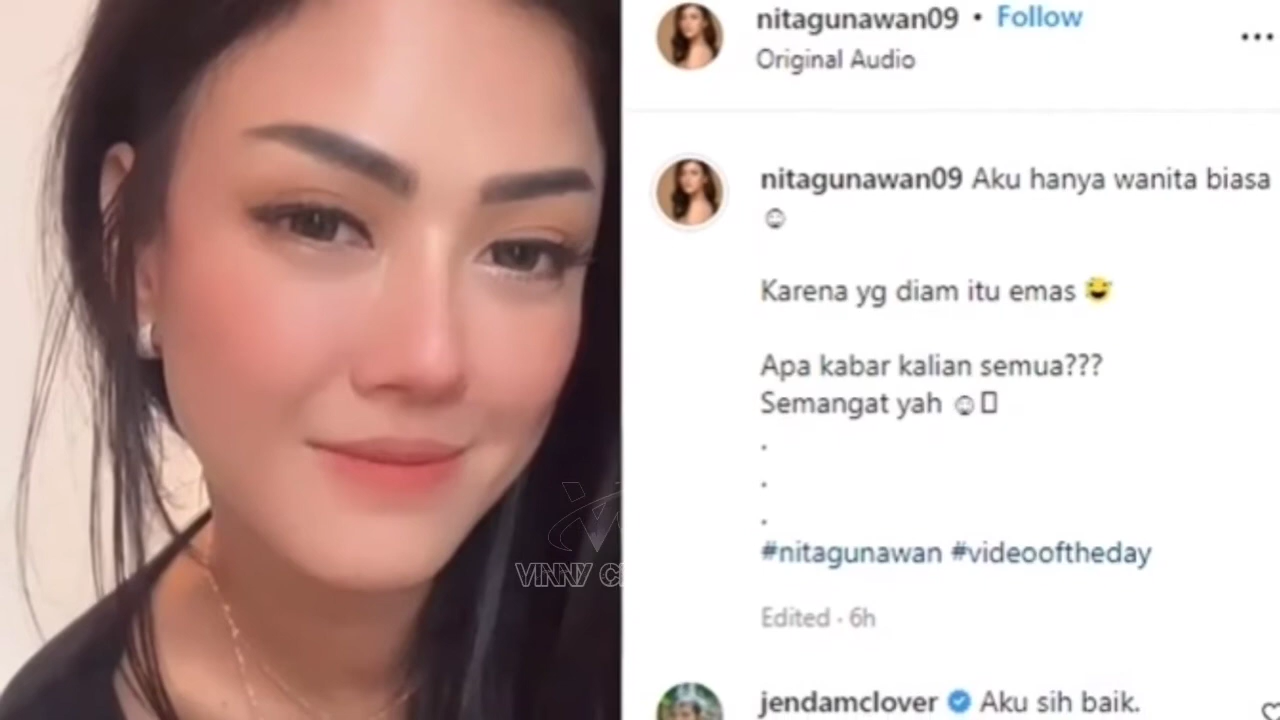 nitagunawan09 • Follow
Original Audio
nitagunawan09 Aku hanya wanita biasa
☺
Karena yg diam itu emas 😅
Apa kabar kalian semua???
Semangat yah ☺
.
.
.
#nitagunawan #videooftheday
Edited · 6h
jendamclover Aku sih baik.
VINNY C